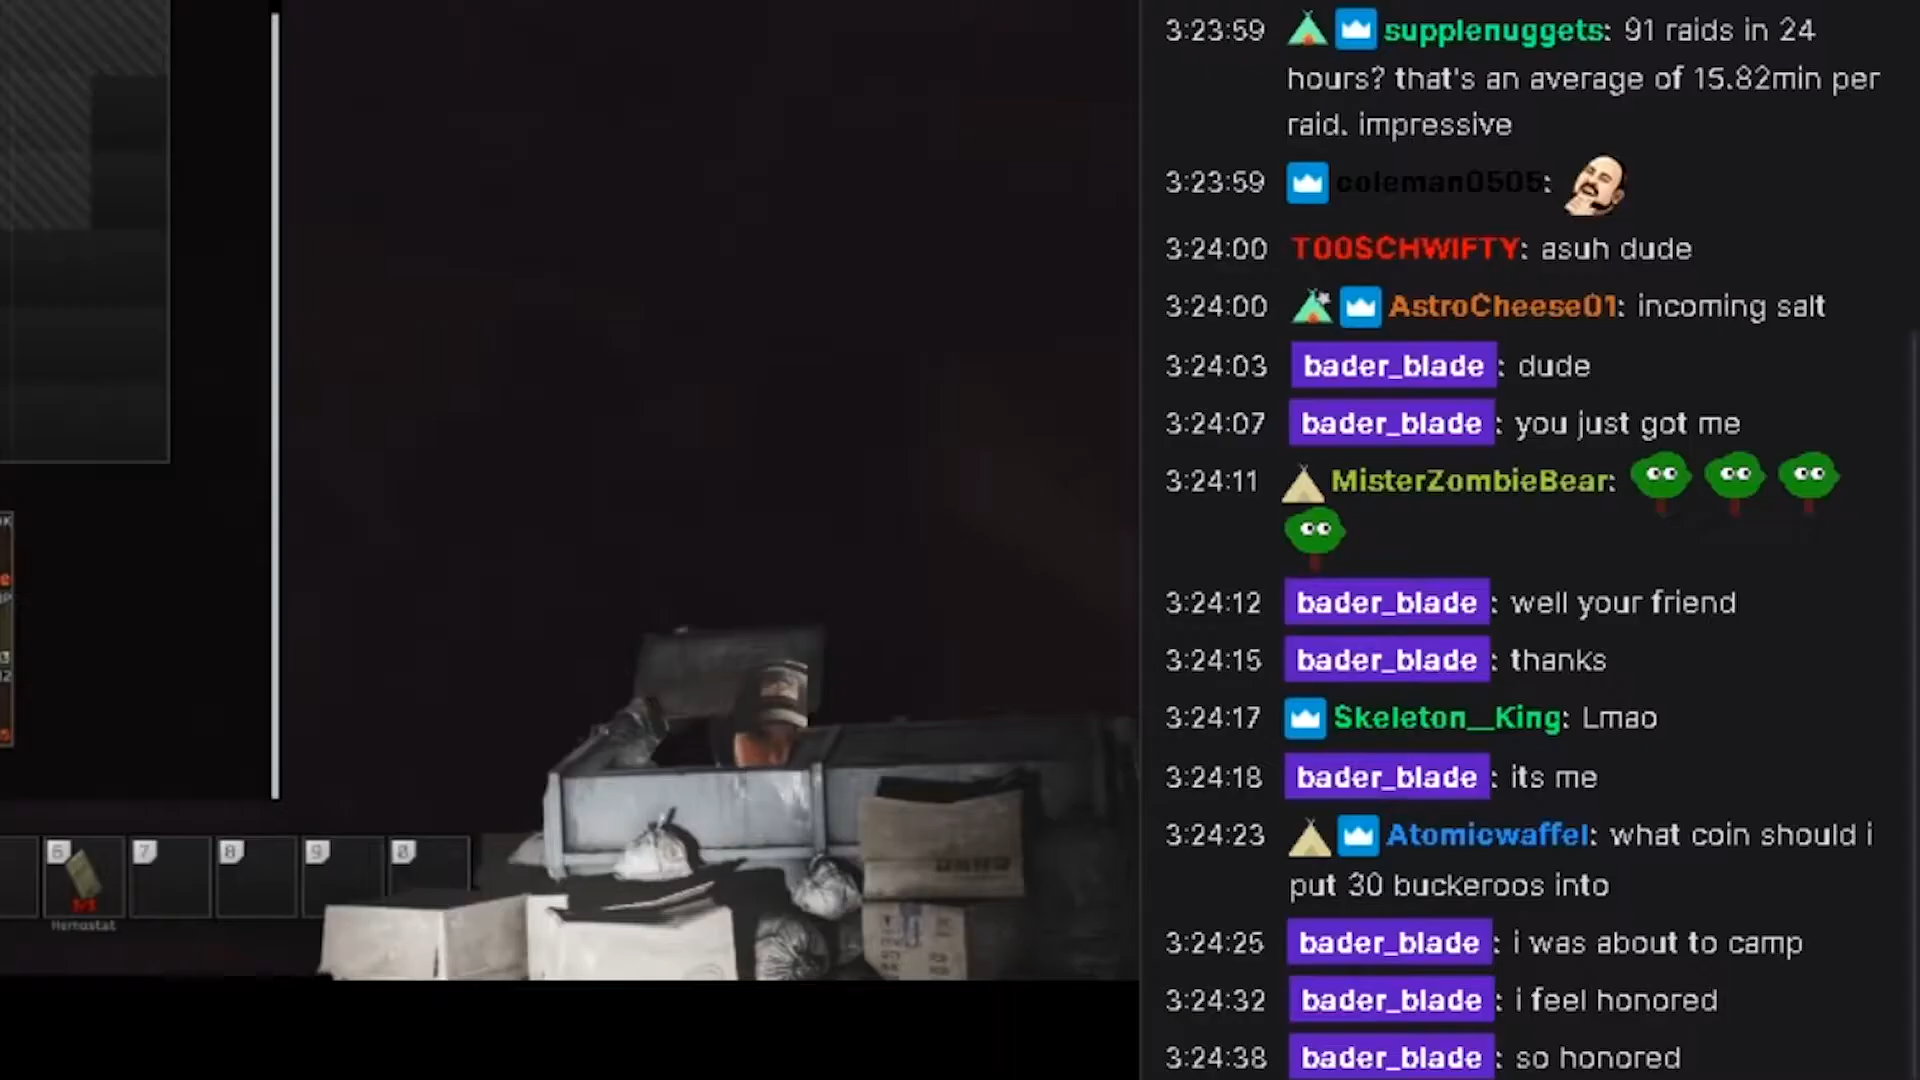 3:23:59 supplenuggets: 91 raids in 24
hours? that's an average of 15.82min per
raid. impressive
3:23:59 coleman0505:
3:24:00 T00SCHWIFTY: asuh dude
3:24:00 AstroCheese01: incoming salt
3:24:03 bader_blade : dude
3:24:07 bader_blade : you just got me
3:24:11 MisterZombieBear:
3:24:12 bader_blade : well your friend
3:24:15 bader_blade : thanks
3:24:17 Skeleton__King: Lmao
3:24:18 bader_blade : its me
3:24:23 Atomicwaffel: what coin should i
put 30 buckeroos into
3:24:25 bader_blade : i was about to camp
3:24:32 bader_blade : i feel honored
3:24:38 bader_blade : so honored
6 7 8 9 0
Hemostat